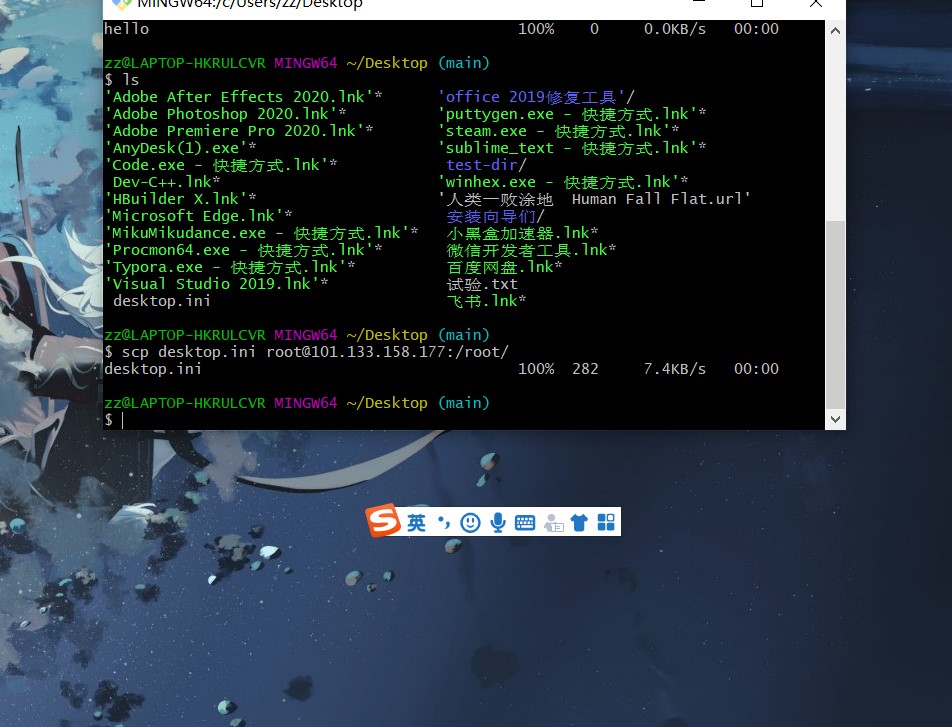 MINGW64:/c/Users/zz/Desktop
hello 100% 0 0.0KB/s 00:00
zz@LAPTOP-HKRULCVR MINGW64 ~/Desktop (main)
$ ls
'Adobe After Effects 2020.lnk'* 'office 2019修复工具'/
'Adobe Photoshop 2020.lnk'* 'puttygen.exe - 快捷方式.lnk'*
'Adobe Premiere Pro 2020.lnk'* 'steam.exe - 快捷方式.lnk'*
'AnyDesk(1).exe'* 'sublime_text - 快捷方式.lnk'*
'Code.exe - 快捷方式.lnk'* test-dir/
Dev-C++.lnk* 'winhex.exe - 快捷方式.lnk'*
'HBuilder X.lnk'* '人类一败涂地  Human Fall Flat.url'
'Microsoft Edge.lnk'* 安装向导们/
'MikuMikudance.exe - 快捷方式.lnk'* 小黑盒加速器.lnk*
'Procmon64.exe -  快捷方式.lnk'* 微信开发者工具.lnk*
'Typora.exe - 快捷方式.lnk'* 百度网盘.lnk*
'Visual Studio 2019.lnk'* 试验.txt
desktop.ini 飞书.lnk*
zz@LAPTOP-HKRULCVR MINGW64 ~/Desktop (main)
$ scp desktop.ini root@101.133.158.177:/root/
desktop.ini 100% 282 7.4KB/s 00:00
zz@LAPTOP-HKRULCVR MINGW64 ~/Desktop (main)
$
S 英